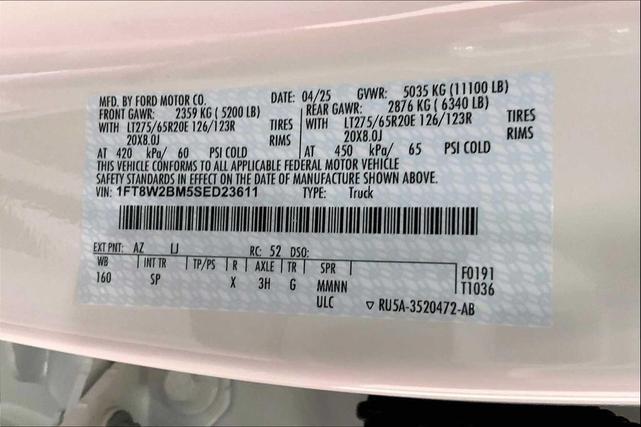 MFD. BY FORD MOTOR CO. DATE: 04/25 GVWR: 5035 KG (11100 LB)
FRONT GAWR: 2359 KG ( 5200 LB) REAR GAWR: 2876 KG ( 6340 LB)
WITH LT275/65R20E 126/123R TIRES WITH LT275/65R20E 126/123R TIRES
20X8.0J RIMS 20X8.0J RIMS
AT 420 kPa/ 60 PSI COLD AT 450 kPa/ 65 PSI COLD
THIS VEHICLE CONFORMS TO ALL APPLICABLE FEDERAL MOTOR VEHICLE
SAFETY STANDARDS IN EFFECT ON THE DATE OF MANUFACTURE SHOWN ABOVE.
VIN: 1FT8W2BM5SED23611 TYPE: Truck
EXT PNT: AZ IJ RC: 52 DSO:
WB INT TR TP/PS R AXLE TR SPR F0191
160 SP X 3H G MMNN T1036
ULC ▽ RU5A-3520472-AB